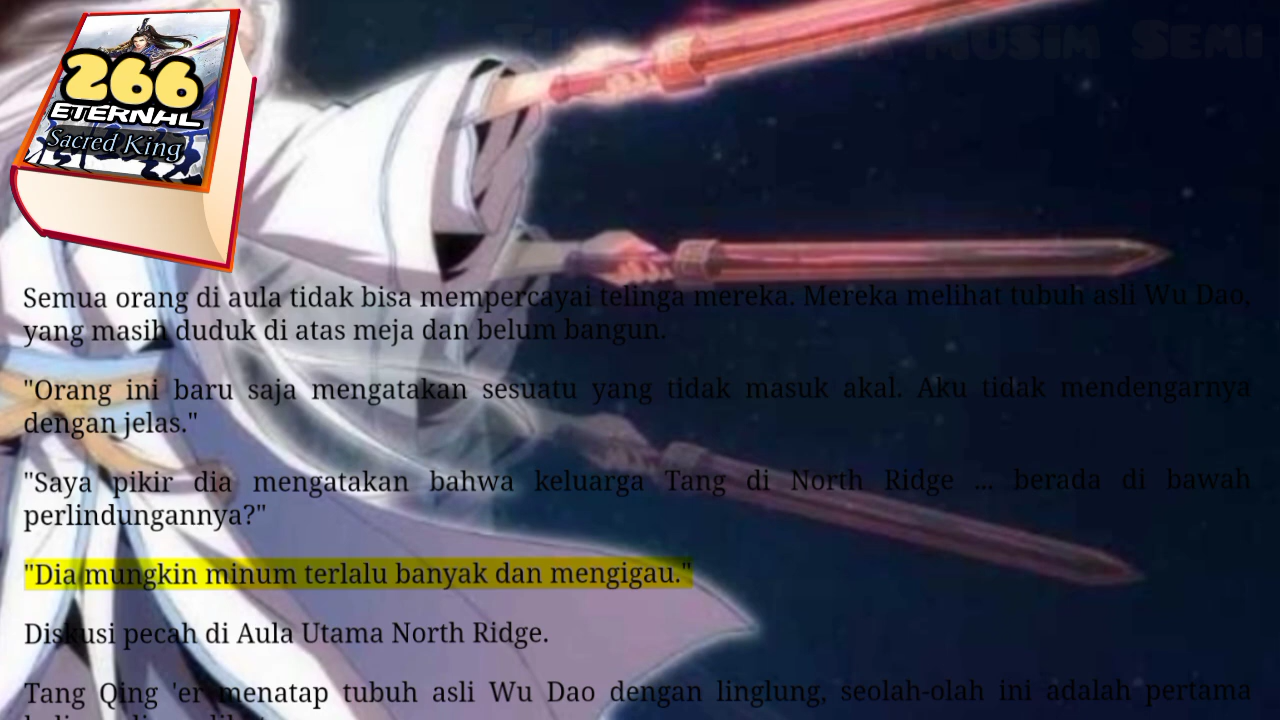 MUSIM SEMI
266
ETERNAL
Sacred King
Semua orang di aula tidak bisa mempercayai telinga mereka. Mereka melihat tubuh asli Wu Dao,
yang masih duduk di atas meja dan belum bangun.
"Orang ini baru saja mengatakan sesuatu yang tidak masuk akal. Aku tidak mendengarnya
dengan jelas."
"Saya pikir dia mengatakan bahwa keluarga Tang di North Ridge ... berada di bawah
perlindungannya?"
"Dia mungkin minum terlalu banyak dan mengigau."
Diskusi pecah di Aula Utama North Ridge.
Tang Qing 'er menatap tubuh asli Wu Dao dengan linglung, seolah-olah ini adalah pertama